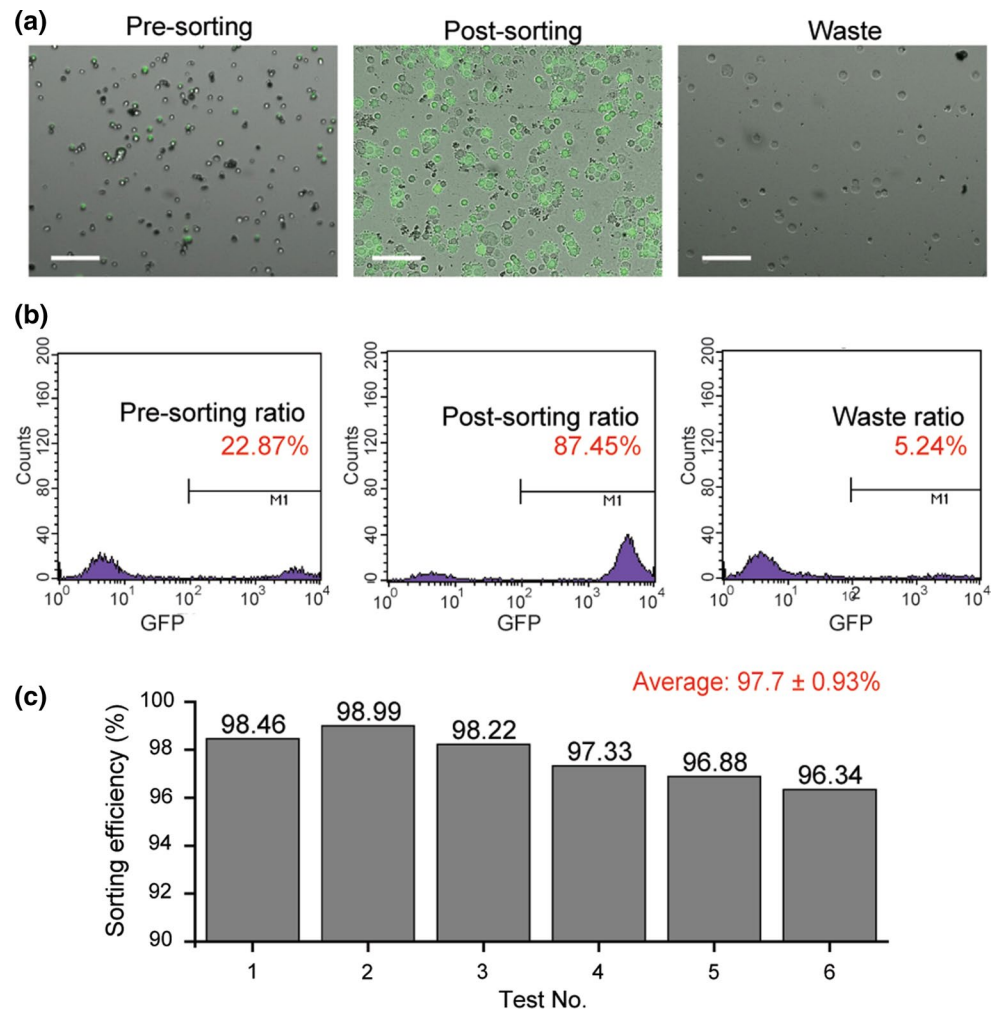 (a)
Pre-sorting
Post-sorting
Waste
(b)
200
160
120
80
40
0
Counts
Pre-sorting ratio
22.87%
M1
10^0 10^1 10^2 10^3 10^4
GFP
200
160
120
80
40
0
Counts
Post-sorting ratio
87.45%
M1
10^0 10^1 10^2 10^3 10^4
GFP
200
160
120
80
40
0
Counts
Waste ratio
5.24%
M1
10^0 10^1 10^2 10^3 10^4
GFP
(c)
Average: 97.7 ± 0.93%
Sorting efficiency (%)
100
98
96
94
92
90
98.46
98.99
98.22
97.33
96.88
96.34
1 2 3 4 5 6
Test No.